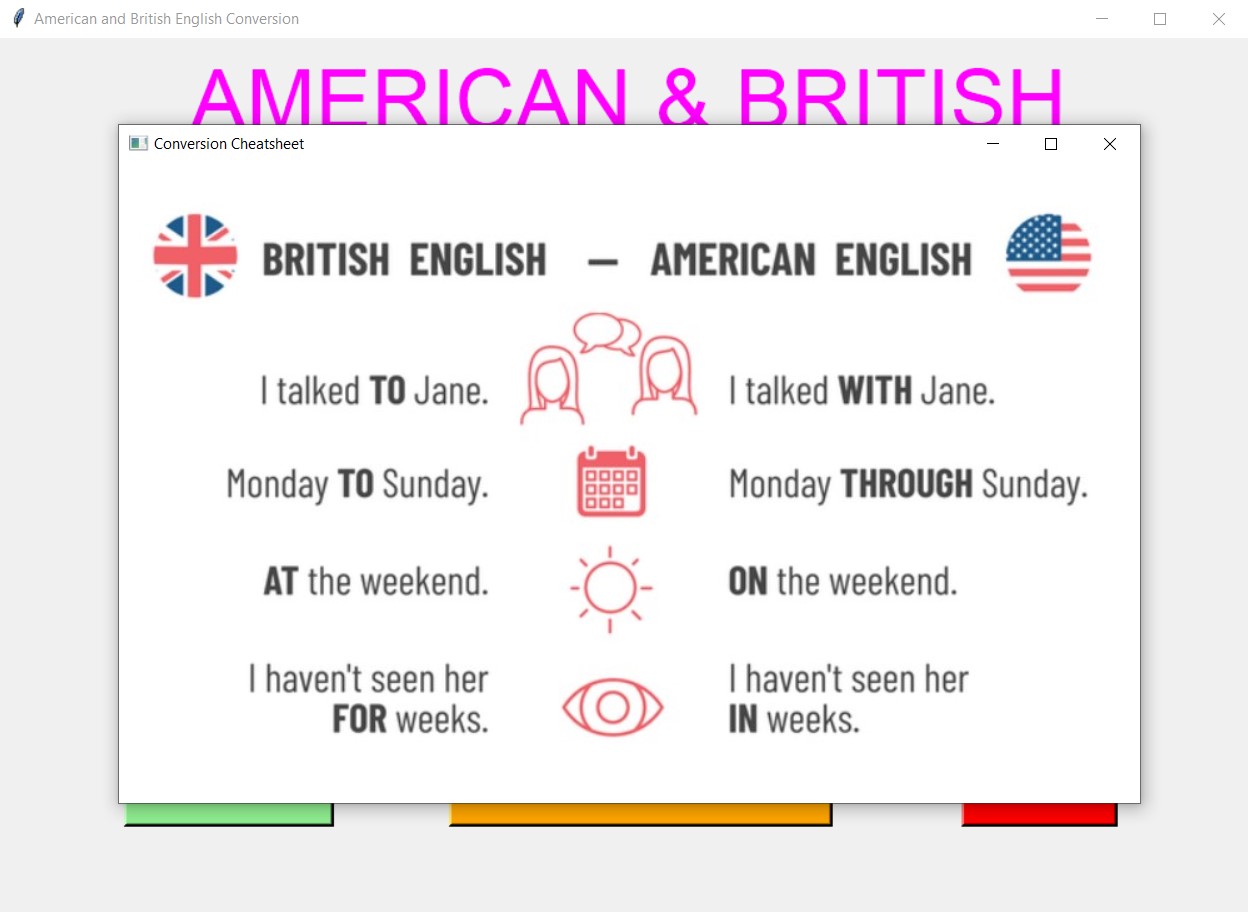 American and British English Conversion
AMERICAN & BRITISH
Conversion Cheatsheet
BRITISH ENGLISH — AMERICAN ENGLISH
I talked TO Jane. I talked WITH Jane.
Monday TO Sunday. Monday THROUGH Sunday.
AT the weekend. ON the weekend.
I haven't seen her
FOR weeks.
I haven't seen her
IN weeks.